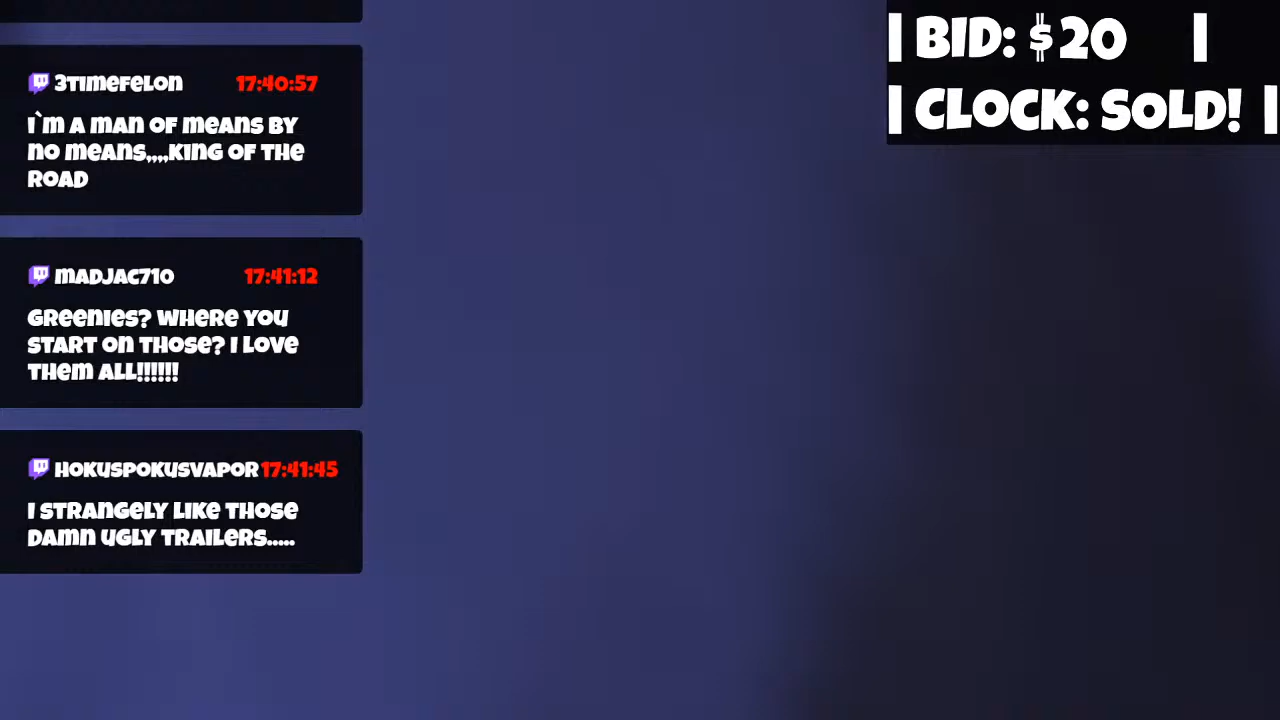 3TimeFelon 17:40:57
I`m a man of means by
no means,,,,king of the
road
madjac710 17:41:12
Greenies? Where you
start on those? I love
them all!!!!!!
HokusPokusVapor 17:41:45
I strangely like those
damn ugly trailers.....
| BID: $20 |
| CLOCK: SOLD! |